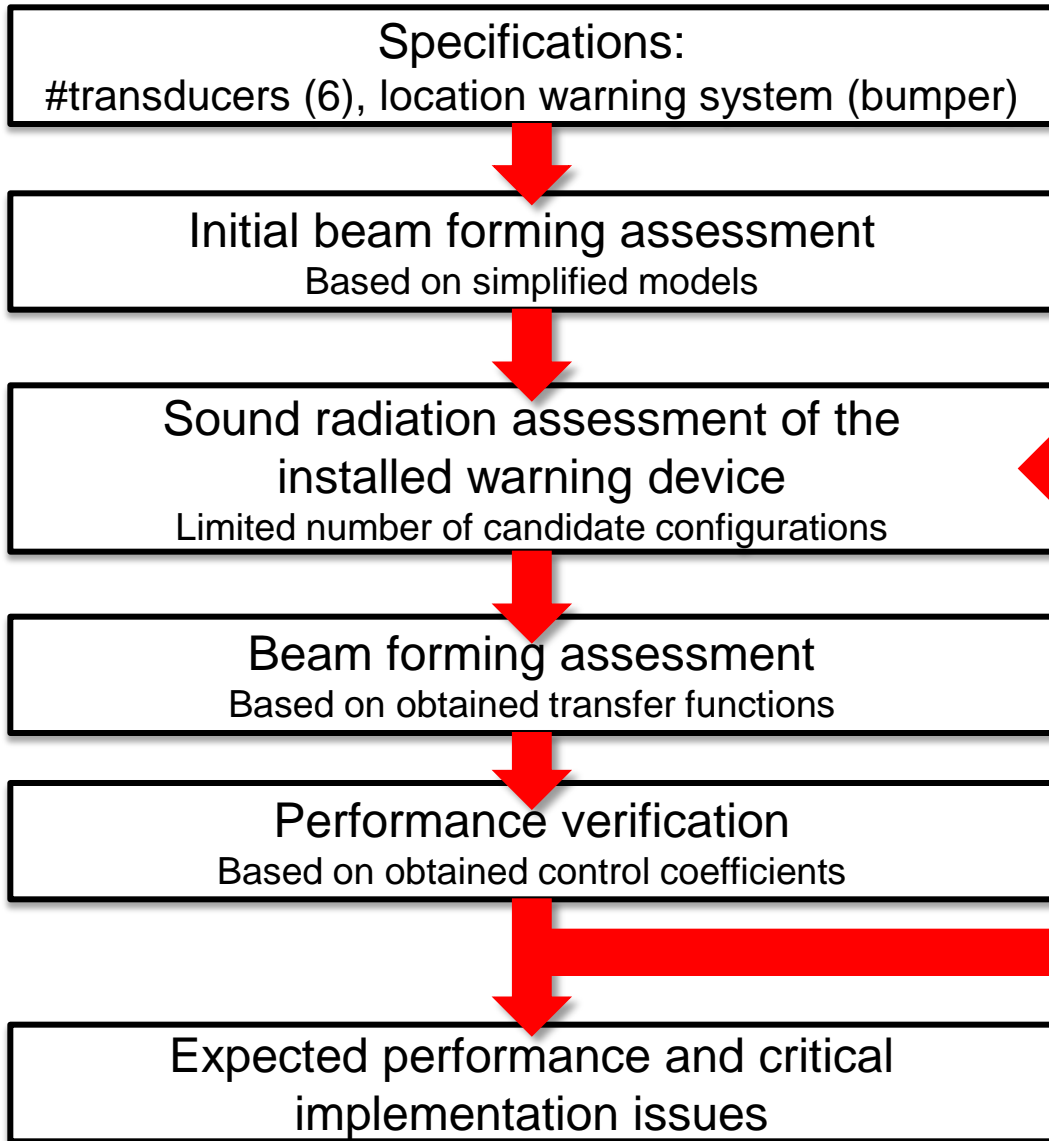 Specifications:
#transducers (6), location warning system (bumper)
Initial beam forming assessment
Based on simplified models
Sound radiation assessment of the
installed warning device
Limited number of candidate configurations
Beam forming assessment
Based on obtained transfer functions
Performance verification
Based on obtained control coefficients
Expected performance and critical
implementation issues